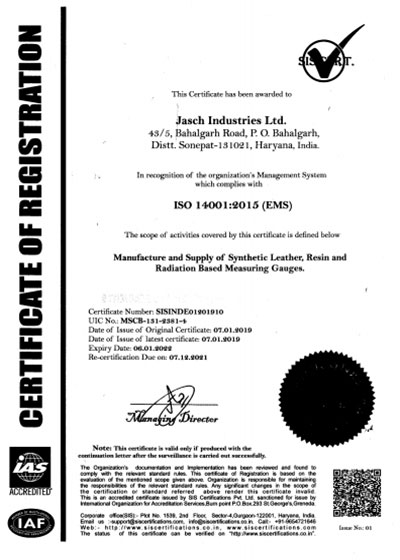 CERTIFICATE OF REGISTRATION
SISCERT.
This Certificate has been awarded to
Jasch Industries Ltd.
43/5, Bahalgarh Road, P. O. Bahalgarh,
Distt. Sonepat-131021, Haryana, India.
In recognition of the organization's Management System
which complies with
ISO 14001:2015 (EMS)
The scope of activities covered by this certificate is defined below
Manufacture and Supply of Synthetic Leather, Resin and
Radiation Based Measuring Gauges.
Certificate Number: SISINDE01201910
UIC No.: MSCB-131-2381-4
Date of Issue of Original Certificate: 07.01.2019
Date of Issue of latest certificate: 07.01.2019
Expiry Date: 06.01.2022
Re-certification Due on: 07.12.2021
Managing Director
Note: This certificate is valid only if produced with the
continuation letter after the surveillance is carried out successfully.
The Organization's documentation and Implementation has been reviewed and found to
comply with the relevant standard rules. This certificate of Registration is based on the
evaluation of the mentioned scope given above. Organization is responsible for maintaining
the responsibilities of the relevant standard rules. Any significant changes in the scope of
the certification or standard referred above render this certificate invalid.
This is an accredited certificate issued by SIS Certifications Pvt. Ltd. sanctioned for issue by
International Organization for Accreditation Services,Bum point P.O.Box.293 St.George's,Grenada.
Corporate office(SIS):- Plot No. 1536, 2nd Floor, Sector-4,Gurgaon-122001, Haryana, India.
Email us :-support@siscertifications.com, info@siscertifications.co.in, Call:- +91-9654721646
Web:- http://www.siscertifications.com, www.siscertifications.co.in
The status of this certificate can be verified on "http://www.siscertifications.co.in".
IAS
ACCREDITED
IAF
Issue No: 01